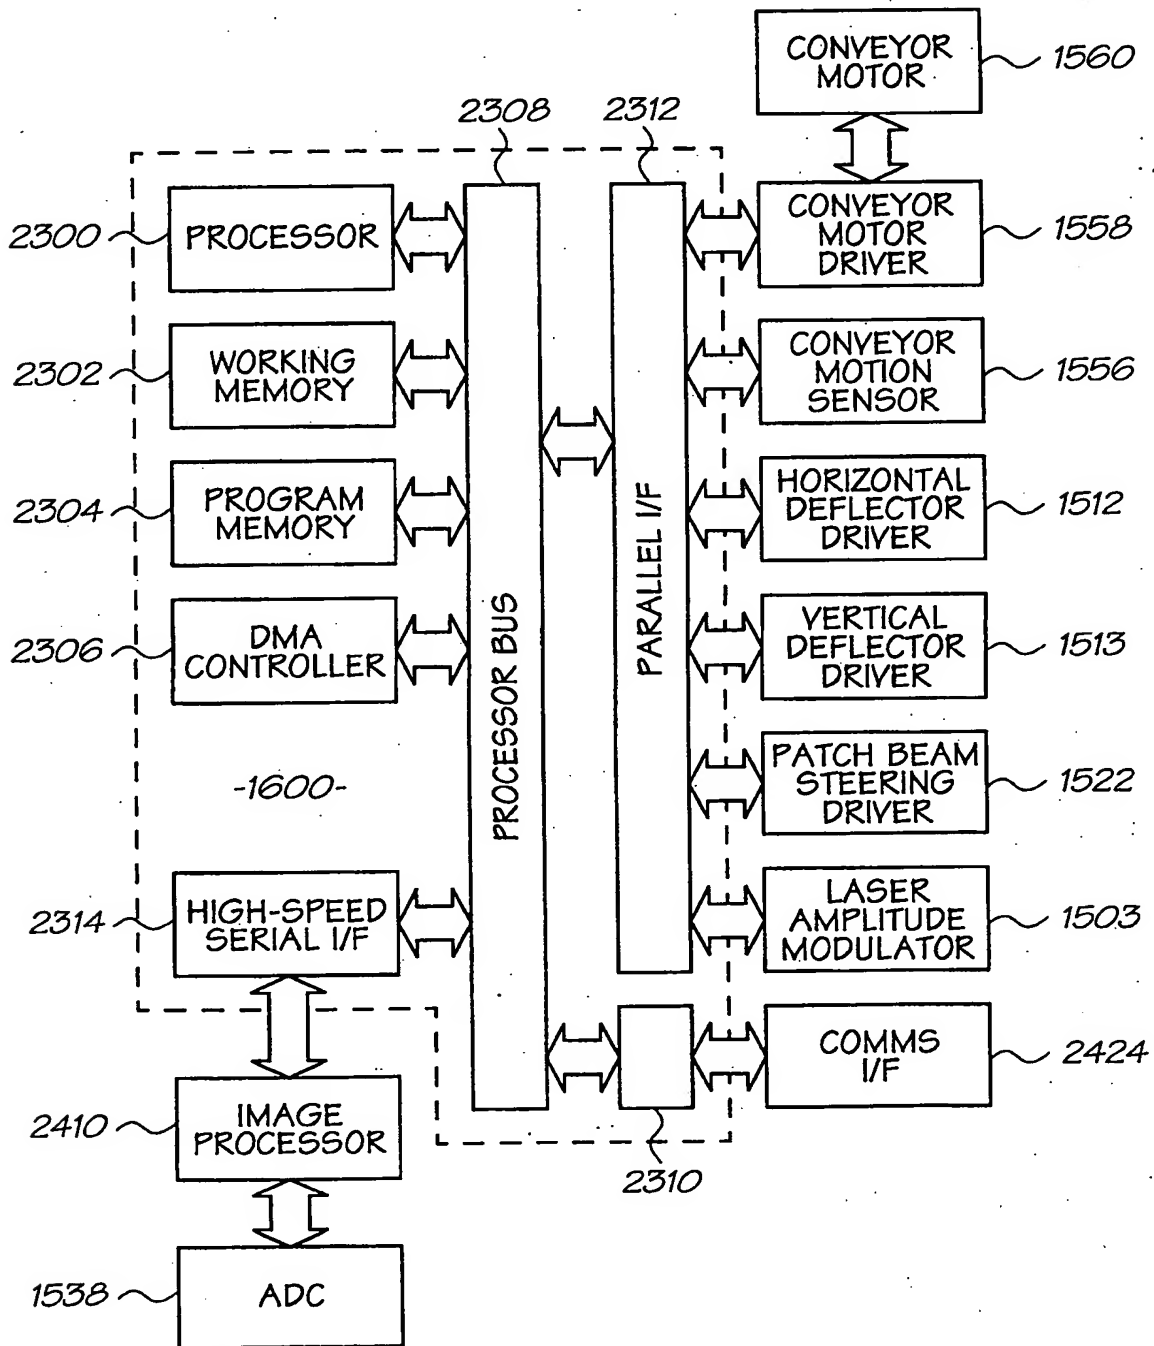 CONVEYOR
MOTOR
1560
2308
2312
2300
PROCESSOR
CONVEYOR
MOTOR
DRIVER
1558
2302
WORKING
MEMORY
CONVEYOR
MOTION
SENSOR
1556
2304
PROGRAM
MEMORY
HORIZONTAL
DEFLECTOR
DRIVER
1512
PROCESSOR BUS
PARALLEL I/F
2306
DMA
CONTROLLER
VERTICAL
DEFLECTOR
DRIVER
1513
-1600-
PATCH BEAM
STEERING
DRIVER
1522
2314
HIGH-SPEED
SERIAL I/F
LASER
AMPLITUDE
MODULATOR
1503
COMMS
I/F
2424
2410
IMAGE
PROCESSOR
2310
1538
ADC